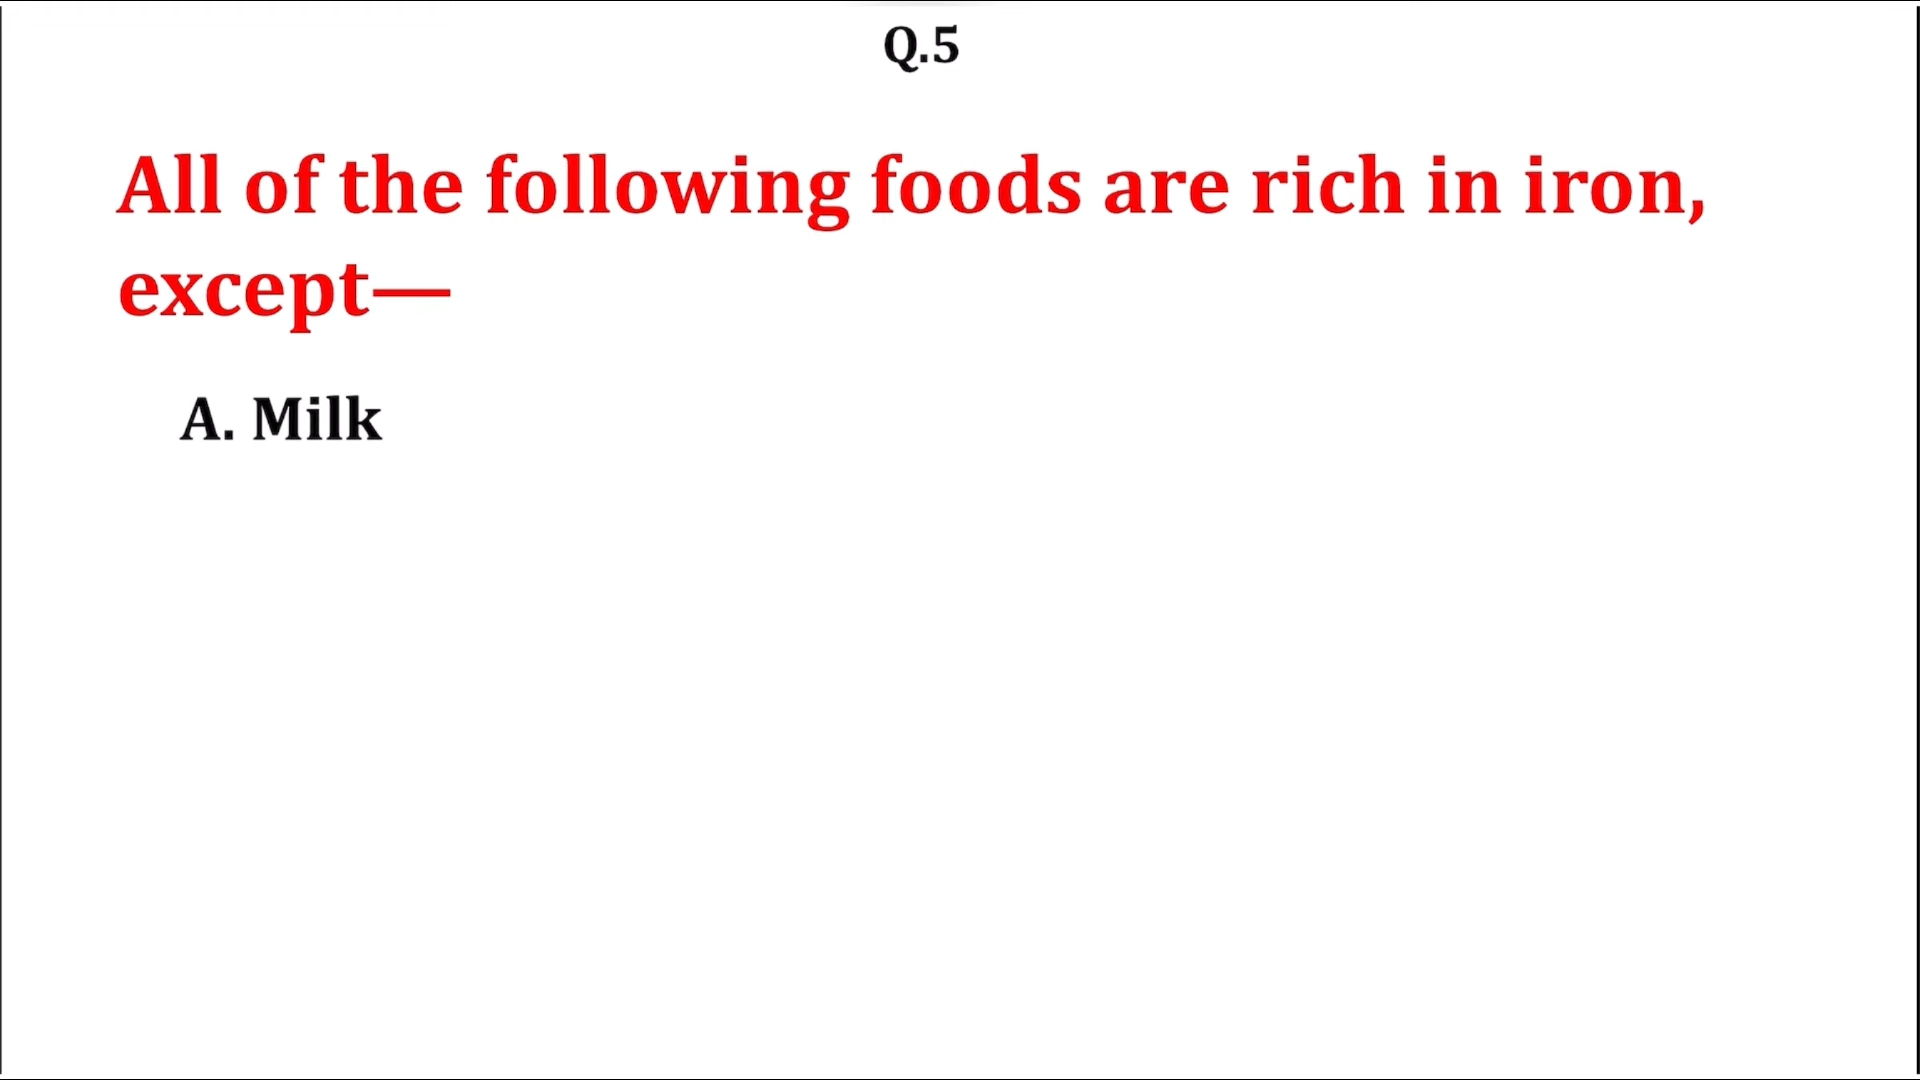 Q.5
All of the following foods are rich in iron,
except—
A. Milk